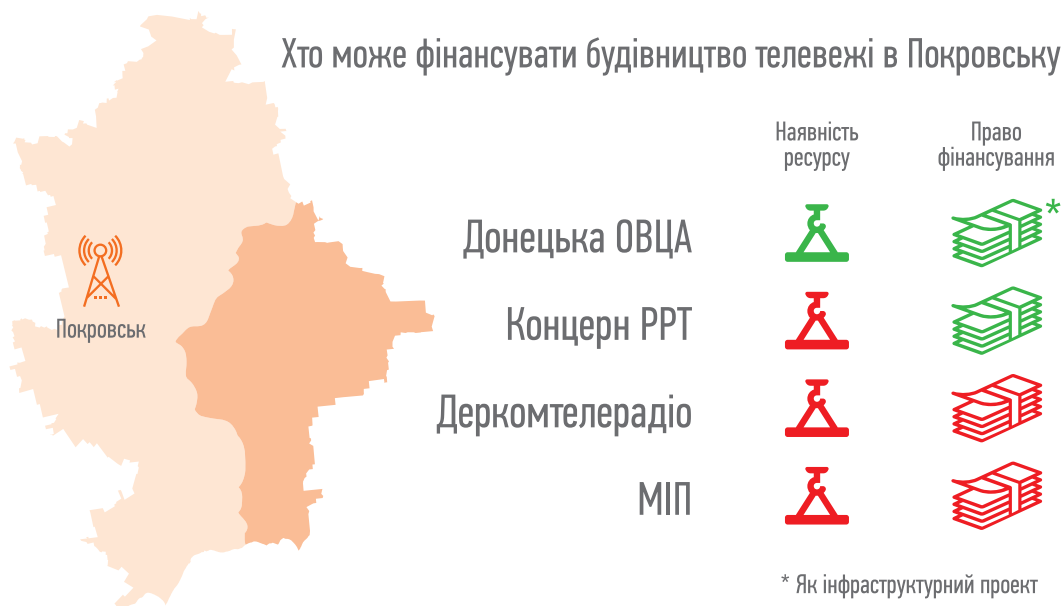 Хто може фінансувати будівництво телевежі в Покровську
Наявність
ресурсу
Право
фінансування
Донецька ОВЦА
*
Концерн РРТ
Деркомтелерадіо
МІП
Покровськ
* Як інфраструктурний проект